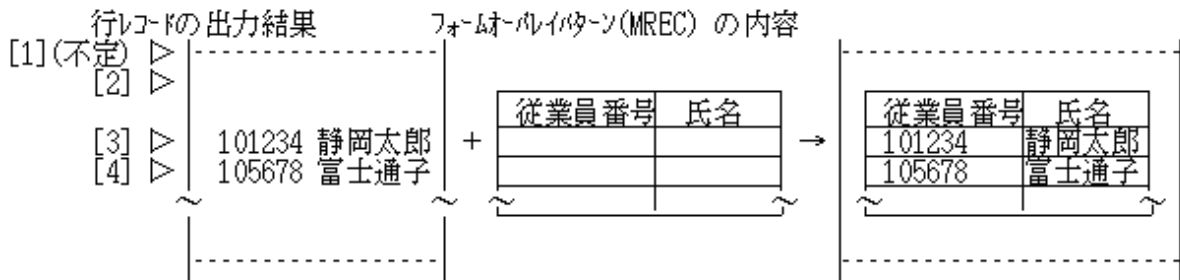 行レコードの出力結果 フォームオーバレイパターン(MREC) の内容
[1](不定) ▷
[2] ▷
従業員番号 氏名 従業員番号 氏名
[3] ▷ 101234 静岡太郎 + → 101234 静岡太郎
[4] ▷ 105678 富士通子 105678 富士通子